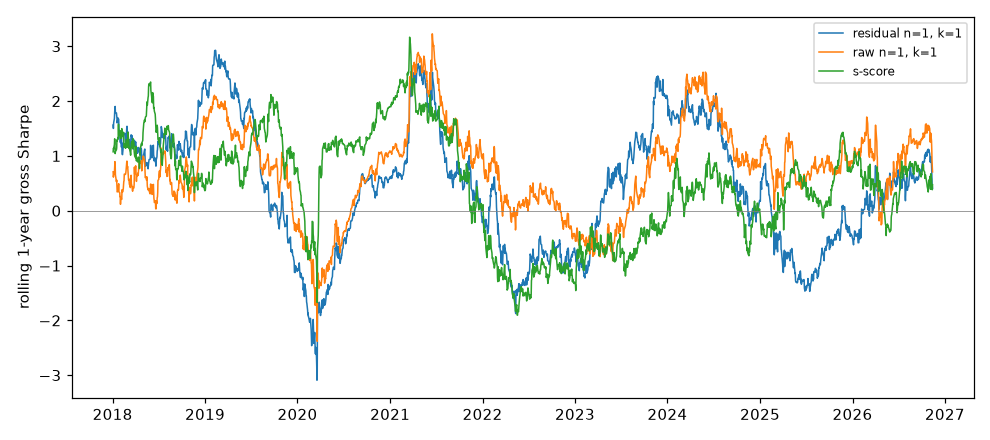 rolling 1-year gross Sharpe
3
2
1
0
−1
−2
−3
residual n=1, k=1
raw n=1, k=1
s-score
2018 2019 2020 2021 2022 2023 2024 2025 2026 2027